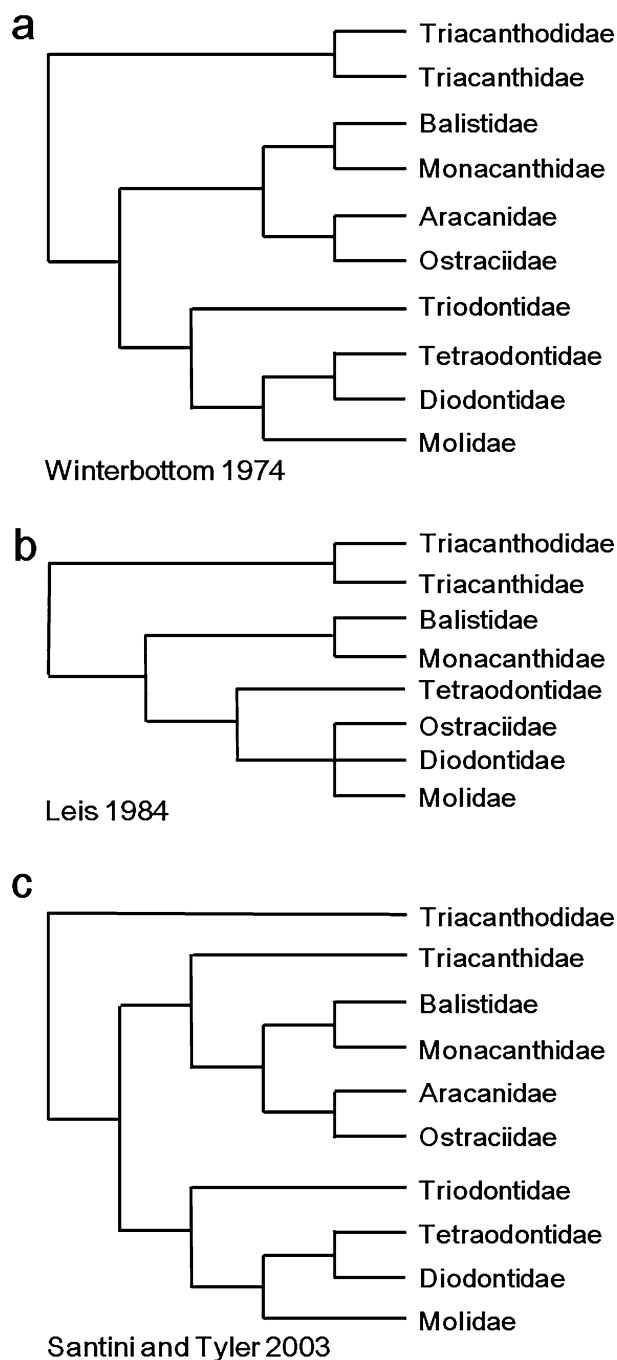 a
Triacanthodidae
Triacanthidae
Balistidae
Monacanthidae
Aracanidae
Ostraciidae
Triodontidae
Tetraodontidae
Diodontidae
Molidae
Winterbottom 1974
b
Triacanthodidae
Triacanthidae
Balistidae
Monacanthidae
Tetraodontidae
Ostraciidae
Diodontidae
Molidae
Leis 1984
c
Triacanthodidae
Triacanthidae
Balistidae
Monacanthidae
Aracanidae
Ostraciidae
Triodontidae
Tetraodontidae
Diodontidae
Molidae
Santini and Tyler 2003